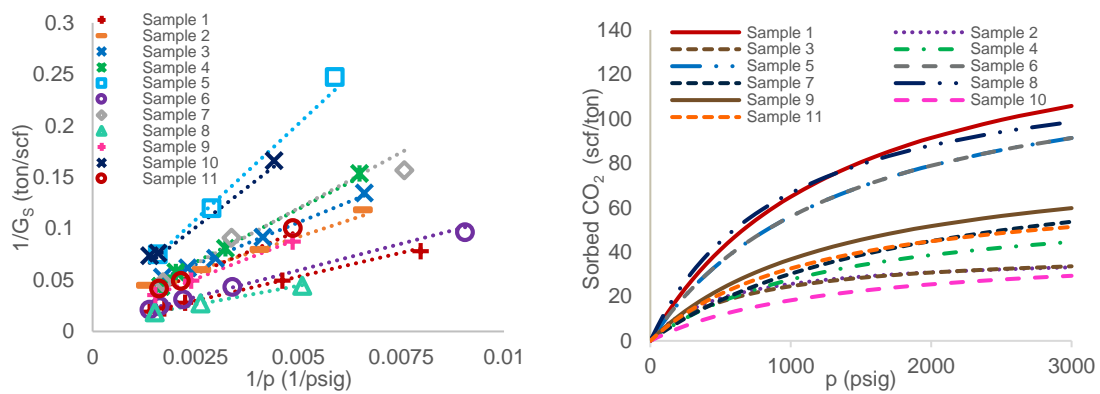 0.3
0.25
0.2
0.15
0.1
0.05
0
1/G_S (ton/scf)
Sample 1
Sample 2
Sample 3
Sample 4
Sample 5
Sample 6
Sample 7
Sample 8
Sample 9
Sample 10
Sample 11
0 0.0025 0.005 0.0075 0.01
1/p (1/psig)
140
120
100
80
60
40
20
0
Sorbed CO_2 (scf/ton)
Sample 1 Sample 2
Sample 3 Sample 4
Sample 5 Sample 6
Sample 7 Sample 8
Sample 9 Sample 10
Sample 11
0 1000 2000 3000
p (psig)